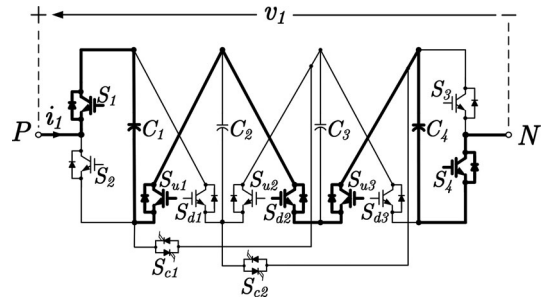 + v1 −
S1 S3
P i1 C1 C2 C3 C4 N
S2 Su1 Su2 Su3 S4
Sd1 Sd2 Sd3
Sc1 Sc2